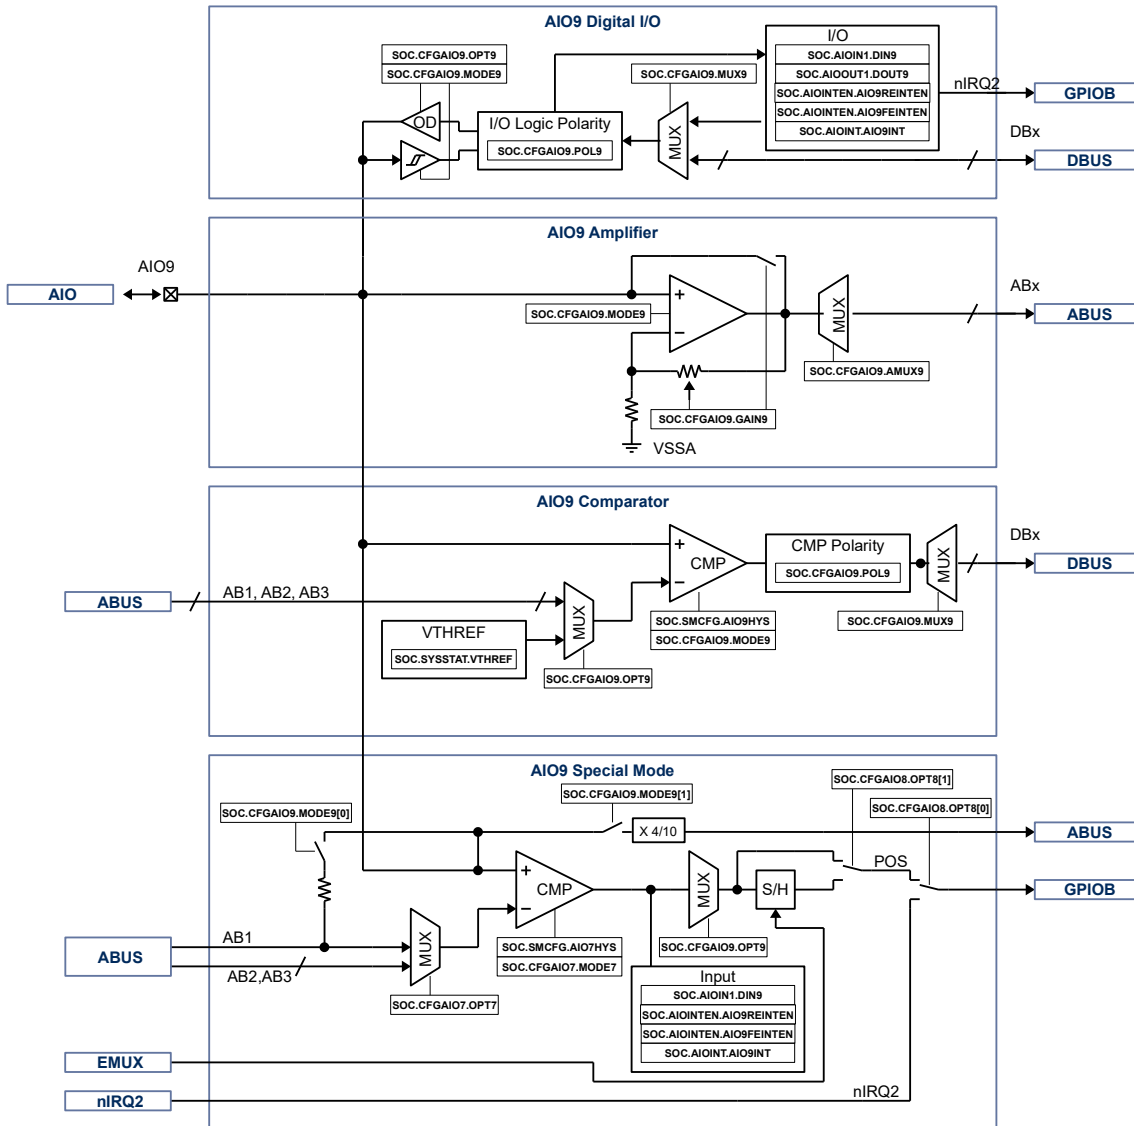 AIO9 Digital I/O
SOC.CFGAIO9.OPT9
SOC.CFGAIO9.MODE9
SOC.CFGAIO9.MUX9
I/O
SOC.AIOIN1.DIN9
SOC.AIOOUT1.DOUT9
SOC.AIOINTEN.AIO9REINTEN
SOC.AIOINTEN.AIO9FEINTEN
SOC.AIOINT.AIO9INT
nIRQ2
GPIOB
OD
I/O Logic Polarity
SOC.CFGAIO9.POL9
MUX
DBx
DBUS
AIO9 Amplifier
AIO9
AIO
SOC.CFGAIO9.MODE9
+
−
MUX
ABx
ABUS
SOC.CFGAIO9.AMUX9
SOC.CFGAIO9.GAIN9
VSSA
AIO9 Comparator
+
−
CMP
CMP Polarity
SOC.CFGAIO9.POL9
MUX
DBx
DBUS
ABUS
AB1, AB2, AB3
MUX
VTHREF
SOC.SYSSTAT.VTHREF
SOC.SMCFG.AIO9HYS
SOC.CFGAIO9.MODE9
SOC.CFGAIO9.MUX9
SOC.CFGAIO9.OPT9
AIO9 Special Mode
SOC.CFGAIO8.OPT8[1]
SOC.CFGAIO9.MODE9[1]
SOC.CFGAIO8.OPT8[0]
SOC.CFGAIO9.MODE9[0]
X 4/10
ABUS
+
−
CMP
MUX
S/H
POS
GPIOB
ABUS
AB1
AB2,AB3
MUX
SOC.SMCFG.AIO7HYS
SOC.CFGAIO7.MODE7
SOC.CFGAIO9.OPT9
SOC.CFGAIO7.OPT7
Input
SOC.AIOIN1.DIN9
SOC.AIOINTEN.AIO9REINTEN
SOC.AIOINTEN.AIO9FEINTEN
SOC.AIOINT.AIO9INT
EMUX
nIRQ2
nIRQ2